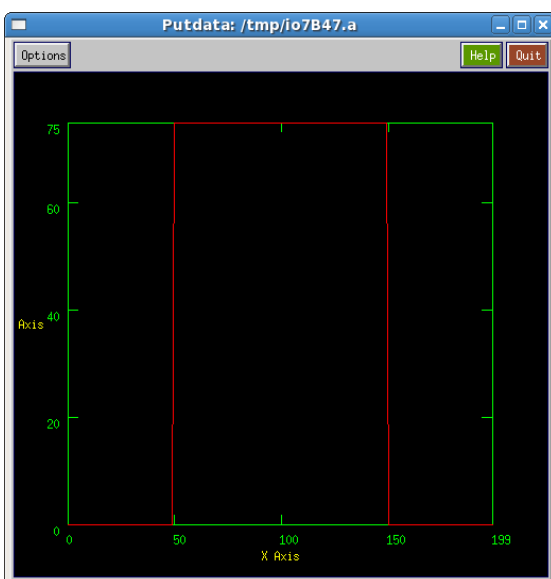 Putdata: /tmp/io7B47.a
Options Help Quit
75
60
Axis 40
20
0
0 50 100 150 199
X Axis